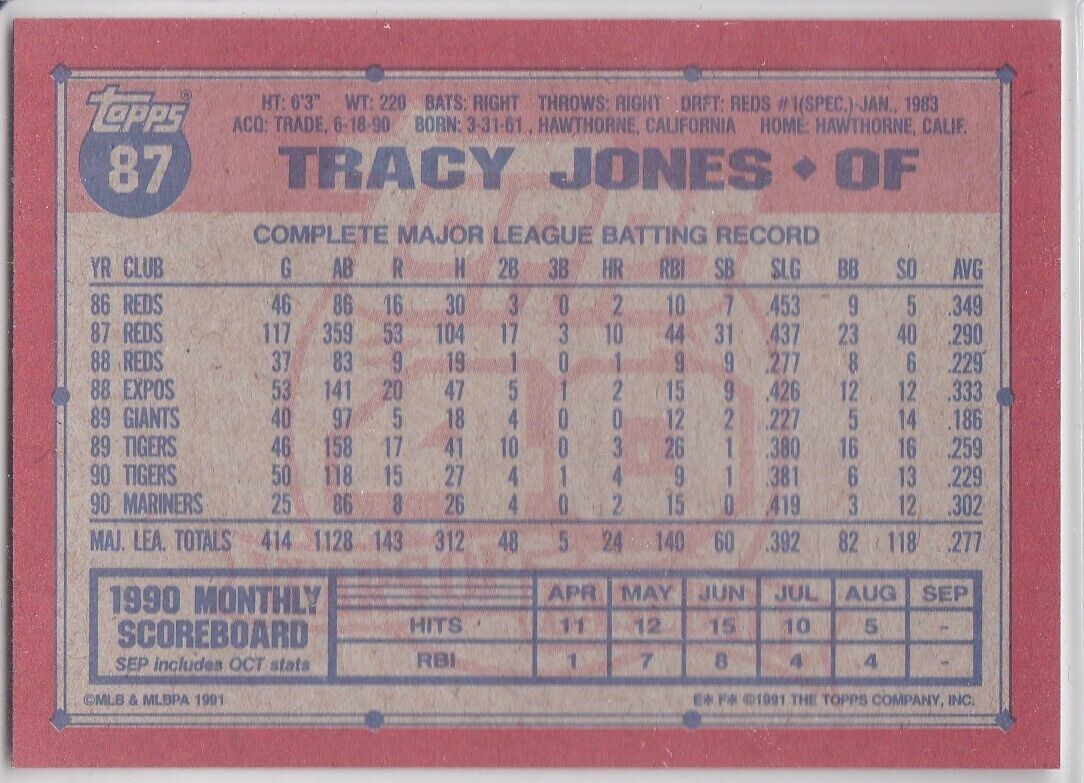 Topps®
87
HT: 6'3" WT: 220 BATS: RIGHT THROWS: RIGHT DRFT: REDS #1(SPEC.)-JAN., 1983
ACQ: TRADE, 6-18-90 BORN: 3-31-61, HAWTHORNE, CALIFORNIA HOME: HAWTHORNE, CALIF.
TRACY JONES ◆ OF
COMPLETE MAJOR LEAGUE BATTING RECORD
YR CLUB G AB R H 2B 3B HR RBI SB SLG BB SO AVG
86 REDS 46 86 16 30 3 0 2 10 7 .453 9 5 .349
87 REDS 117 359 53 104 17 3 10 44 31 .437 23 40 .290
88 REDS 37 83 9 19 1 0 1 9 9 .277 8 6 .229
88 EXPOS 53 141 20 47 5 1 2 15 9 .426 12 12 .333
89 GIANTS 40 97 5 18 4 0 0 12 2 .227 5 14 .186
89 TIGERS 46 158 17 41 10 0 3 26 1 .380 16 16 .259
90 TIGERS 50 118 15 27 4 1 4 9 1 .381 6 13 .229
90 MARINERS 25 86 8 26 4 0 2 15 0 .419 3 12 .302
MAJ. LEA. TOTALS 414 1128 143 312 48 5 24 140 60 .392 82 118 .277
1990 MONTHLY SCOREBOARD
SEP includes OCT stats
APR MAY JUN JUL AUG SEP
HITS 11 12 15 10 5 -
RBI 1 7 8 4 4 -
©MLB & MLBPA 1991
E* F* ©1991 THE TOPPS COMPANY, INC.